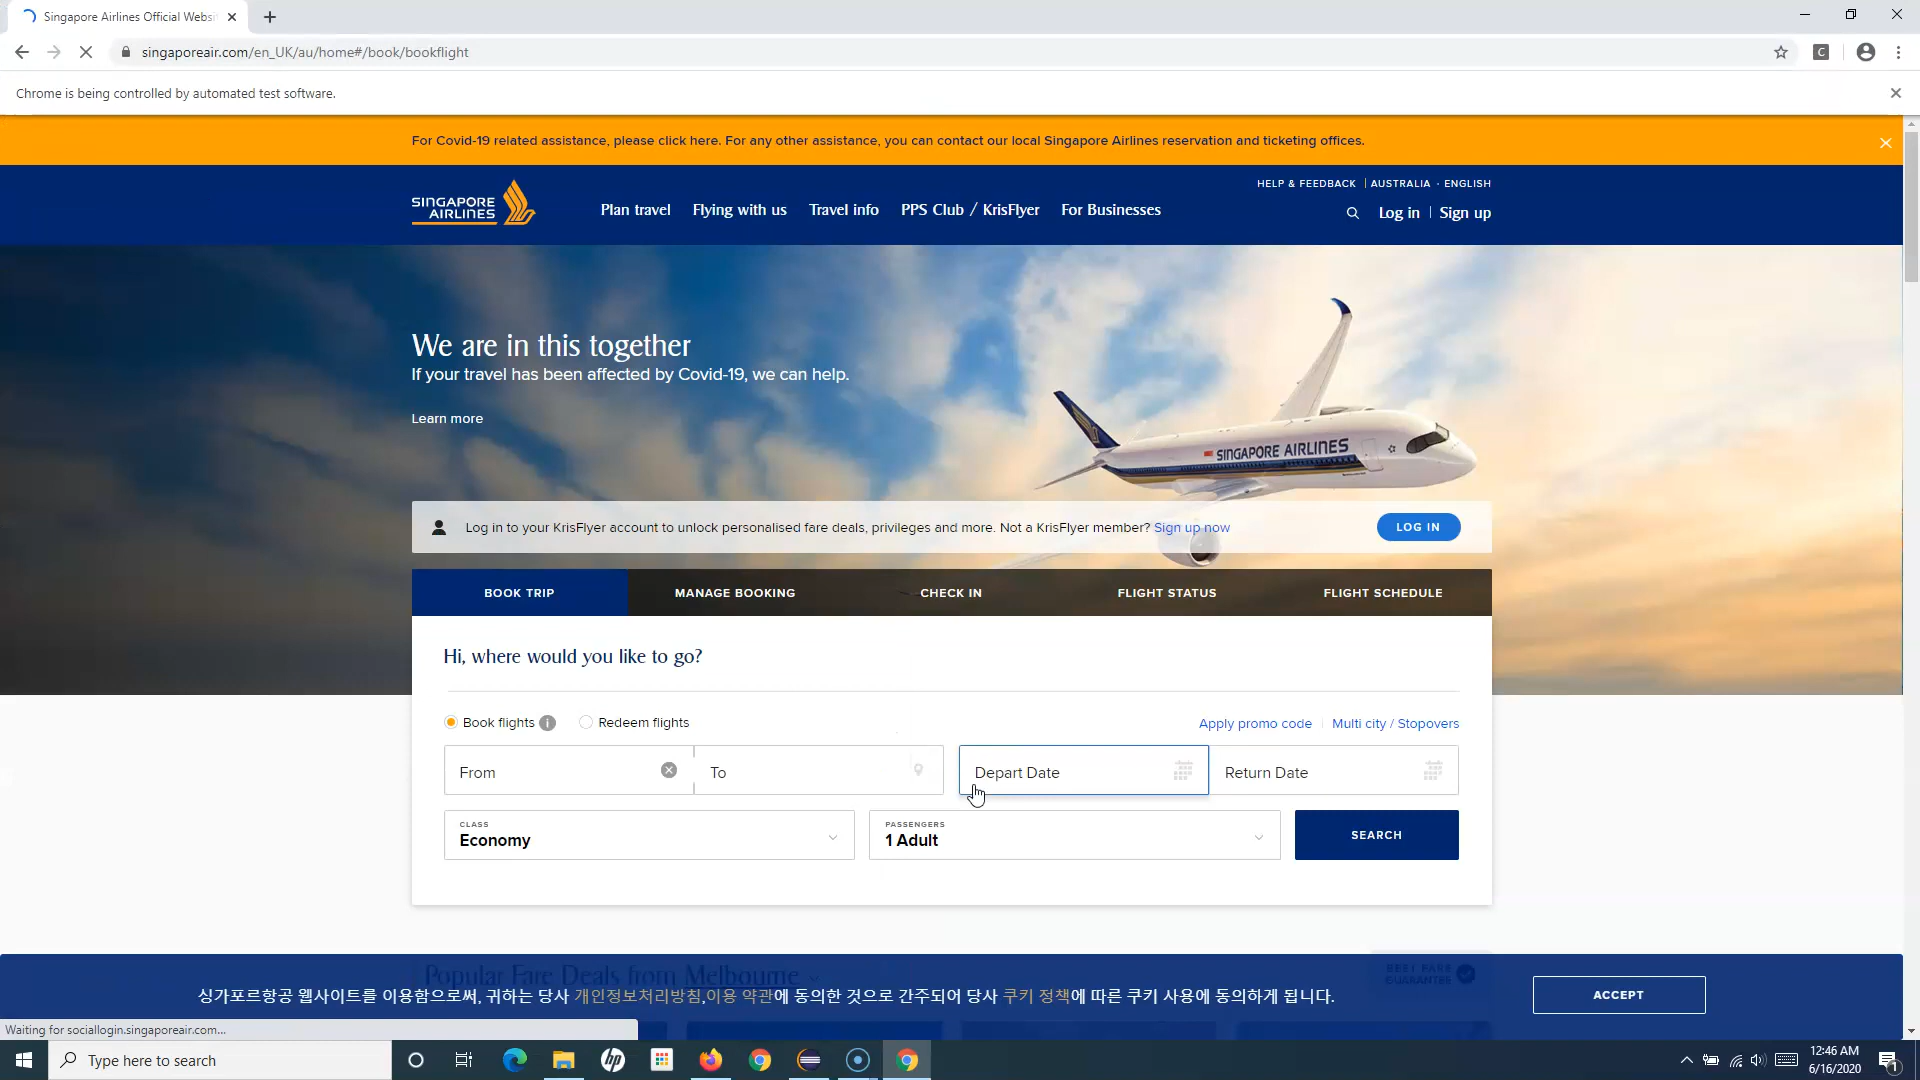 Singapore Airlines Official Websi
singaporeair.com/en_UK/au/home#/book/bookflight
Chrome is being controlled by automated test software.
For Covid-19 related assistance, please click here. For any other assistance, you can contact our local Singapore Airlines reservation and ticketing offices.
HELP & FEEDBACK | AUSTRALIA · ENGLISH
SINGAPORE AIRLINES
Plan travel Flying with us Travel info PPS Club / KrisFlyer For Businesses
Log in | Sign up
We are in this together
If your travel has been affected by Covid-19, we can help.
Learn more
SINGAPORE AIRLINES
Log in to your KrisFlyer account to unlock personalised fare deals, privileges and more. Not a KrisFlyer member? Sign up now
LOG IN
BOOK TRIP MANAGE BOOKING CHECK IN FLIGHT STATUS FLIGHT SCHEDULE
Hi, where would you like to go?
Book flights Redeem flights
Apply promo code | Multi city / Stopovers
From To Depart Date Return Date
CLASS
Economy
PASSENGERS
1 Adult
SEARCH
Popular Fare Deals from Melbourne
BEST FARE
GUARANTEE
싱가포르항공 웹사이트를 이용함으로써, 귀하는 당사 개인정보처리방침,이용 약관에 동의한 것으로 간주되어 당사 쿠키 정책에 따른 쿠키 사용에 동의하게 됩니다.
ACCEPT
Waiting for sociallogin.singaporeair.com...
Type here to search
12:46 AM
6/16/2020
1